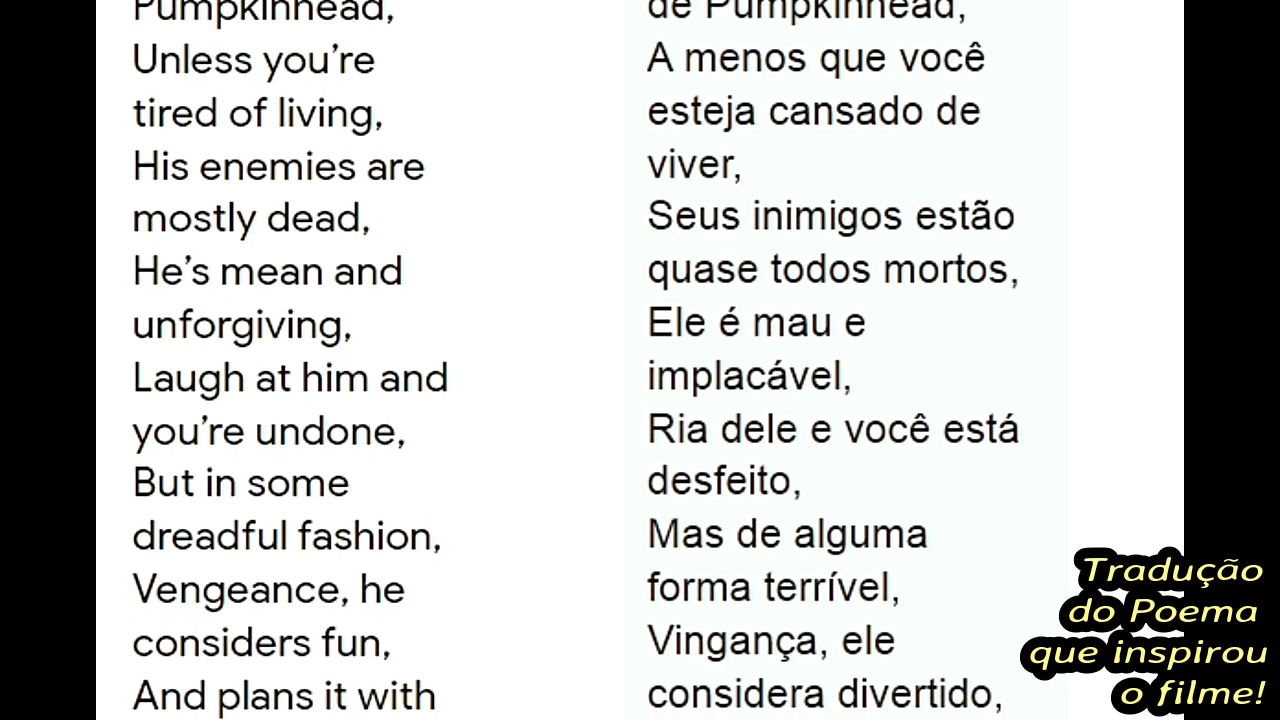 Pumpkinhead,
Unless you’re
tired of living,
His enemies are
mostly dead,
He’s mean and
unforgiving,
Laugh at him and
you’re undone,
But in some
dreadful fashion,
Vengeance, he
considers fun,
And plans it with
de Pumpkinhead,
A menos que você
esteja cansado de
viver,
Seus inimigos estão
quase todos mortos,
Ele é mau e
implacável,
Ria dele e você está
desfeito,
Mas de alguma
forma terrível,
Vingança, ele
considera divertido,
Tradução
do Poema
que inspirou
o filme!